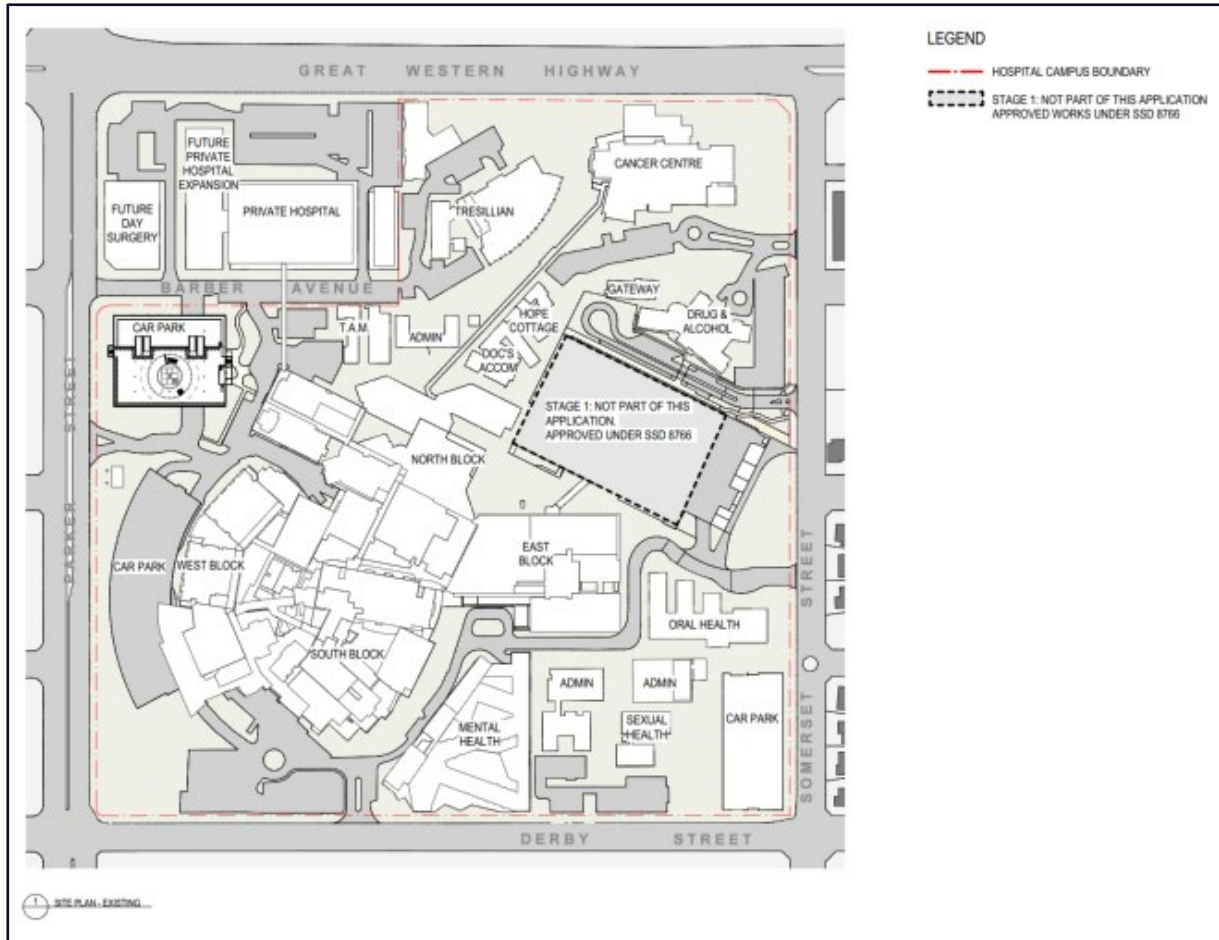 LEGEND
HOSPITAL CAMPUS BOUNDARY
STAGE 1: NOT PART OF THIS APPLICATION
APPROVED WORKS UNDER SSD 8766
GREAT WESTERN HIGHWAY
FUTURE
PRIVATE
HOSPITAL
EXPANSION
CANCER CENTRE
FUTURE
DAY
SURGERY
PRIVATE HOSPITAL
TRESILLIAN
BARBER AVENUE
GATEWAY
CAR PARK
T.A.M.
ADMIN
HOPE
COTTAGE
DRUG &
ALCOHOL
DOC'S
ACCOM
PARKER STREET
STAGE 1: NOT PART OF THIS
APPLICATION.
APPROVED UNDER SSD 8766
NORTH BLOCK
CAR PARK
WEST BLOCK
EAST
BLOCK
SOMERSET STREET
ORAL HEALTH
SOUTH BLOCK
ADMIN
ADMIN
MENTAL
HEALTH
SEXUAL
HEALTH
CAR PARK
DERBY STREET
1
SITE PLAN - EXISTING